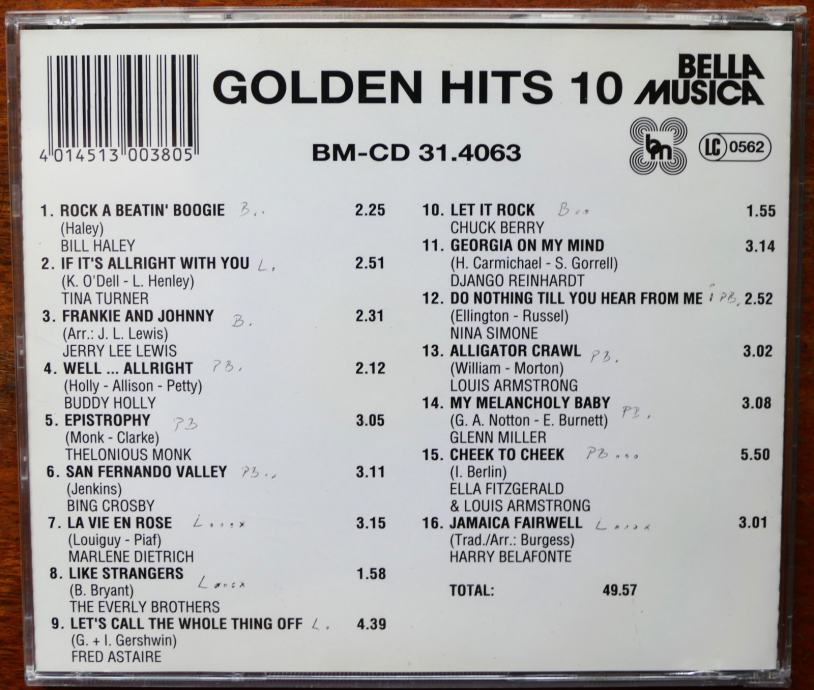 GOLDEN HITS 10
BELLA
MUSICA
4 014513 003805
BM-CD 31.4063
bm
LC 0562
1. ROCK A BEATIN' BOOGIE B.. 2.25
(Haley)
BILL HALEY
2. IF IT'S ALLRIGHT WITH YOU L. 2.51
(K. O'Dell - L. Henley)
TINA TURNER
3. FRANKIE AND JOHNNY B. 2.31
(Arr.: J. L. Lewis)
JERRY LEE LEWIS
4. WELL ... ALLRIGHT PB. 2.12
(Holly - Allison - Petty)
BUDDY HOLLY
5. EPISTROPHY PB 3.05
(Monk - Clarke)
THELONIOUS MONK
6. SAN FERNANDO VALLEY PB.. 3.11
(Jenkins)
BING CROSBY
7. LA VIE EN ROSE L....x 3.15
(Louiguy - Piaf)
MARLENE DIETRICH
8. LIKE STRANGERS L....x 1.58
(B. Bryant)
THE EVERLY BROTHERS
9. LET'S CALL THE WHOLE THING OFF L. 4.39
(G. + I. Gershwin)
FRED ASTAIRE
10. LET IT ROCK B... 1.55
CHUCK BERRY
11. GEORGIA ON MY MIND 3.14
(H. Carmichael - S. Gorrell)
DJANGO REINHARDT
12. DO NOTHING TILL YOU HEAR FROM ME PB. 2.52
(Ellington - Russel)
NINA SIMONE
13. ALLIGATOR CRAWL PB. 3.02
(William - Morton)
LOUIS ARMSTRONG
14. MY MELANCHOLY BABY PB. 3.08
(G. A. Notton - E. Burnett)
GLENN MILLER
15. CHEEK TO CHEEK PB... 5.50
(I. Berlin)
ELLA FITZGERALD
& LOUIS ARMSTRONG
16. JAMAICA FAIRWELL L....x 3.01
(Trad./Arr.: Burgess)
HARRY BELAFONTE
TOTAL: 49.57